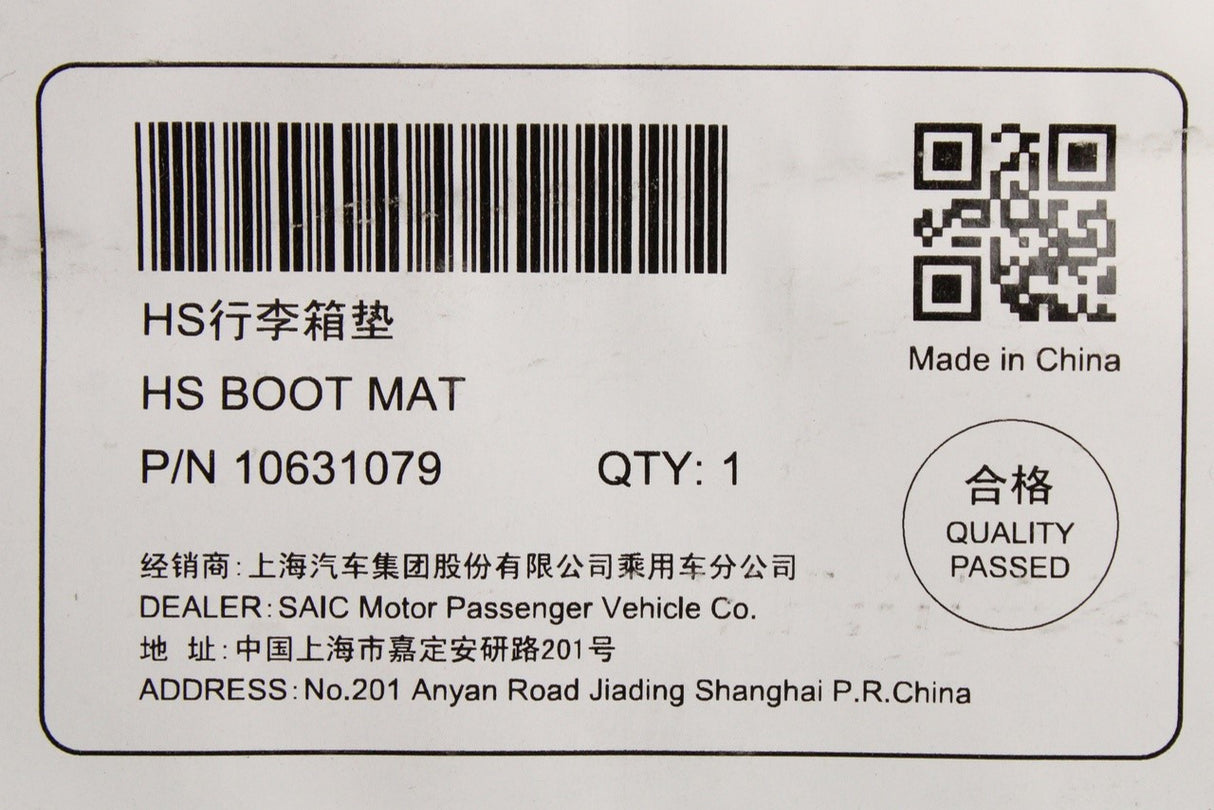 HS行李箱垫
HS BOOT MAT
P/N 10631079 QTY: 1
经销商:上海汽车集团股份有限公司乘用车分公司
DEALER:SAIC Motor Passenger Vehicle Co.
地 址:中国上海市嘉定安研路201号
ADDRESS:No.201 Anyan Road Jiading Shanghai P.R.China
Made in China
合格
QUALITY
PASSED